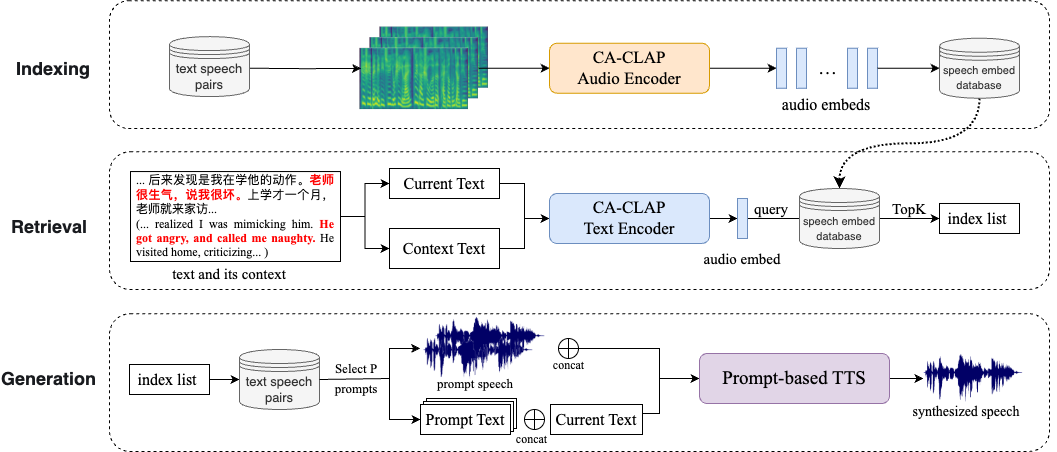 Indexing
text speech
pairs
CA-CLAP
Audio Encoder
...
audio embeds
speech embed
database
Retrieval
... 后来发现是我在学他的动作。老师
很生气，说我很坏。上学才一个月，
老师就来家访...
(... realized I was mimicking him. He
got angry, and called me naughty. He
visited home, criticizing... )
text and its context
Current Text
Context Text
CA-CLAP
Text Encoder
audio embed
query
speech embed
database
TopK
index list
Generation
index list
text speech
pairs
Select P
prompts
prompt speech
concat
Prompt Text
concat
Current Text
Prompt-based TTS
synthesized speech